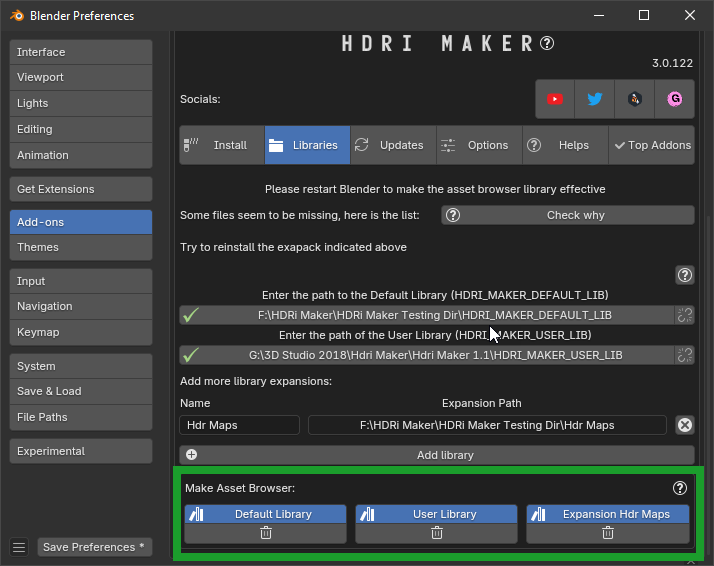 Blender Preferences
Interface
Viewport
Lights
Editing
Animation
Get Extensions
Add-ons
Themes
Input
Navigation
Keymap
System
Save & Load
File Paths
Experimental
Save Preferences *
HDRI MAKER ?
3.0.122
Socials:
G
Install Libraries Updates Options ? Helps Top Addons
Please restart Blender to make the asset browser library effective
Some files seem to be missing, here is the list: ? Check why
Try to reinstall the exapack indicated above
?
Enter the path to the Default Library (HDRI_MAKER_DEFAULT_LIB)
F:\HDRi Maker\HDRi Maker Testing Dir\HDRI_MAKER_DEFAULT_LIB
Enter the path of the User Library (HDRI_MAKER_USER_LIB)
G:\3D Studio 2018\Hdri Maker\Hdri Maker 1.1\HDRI_MAKER_USER_LIB
Add more library expansions:
Name Expansion Path
Hdr Maps F:\HDRi Maker\HDRi Maker Testing Dir\Hdr Maps
Add library
Make Asset Browser: ?
Default Library User Library Expansion Hdr Maps